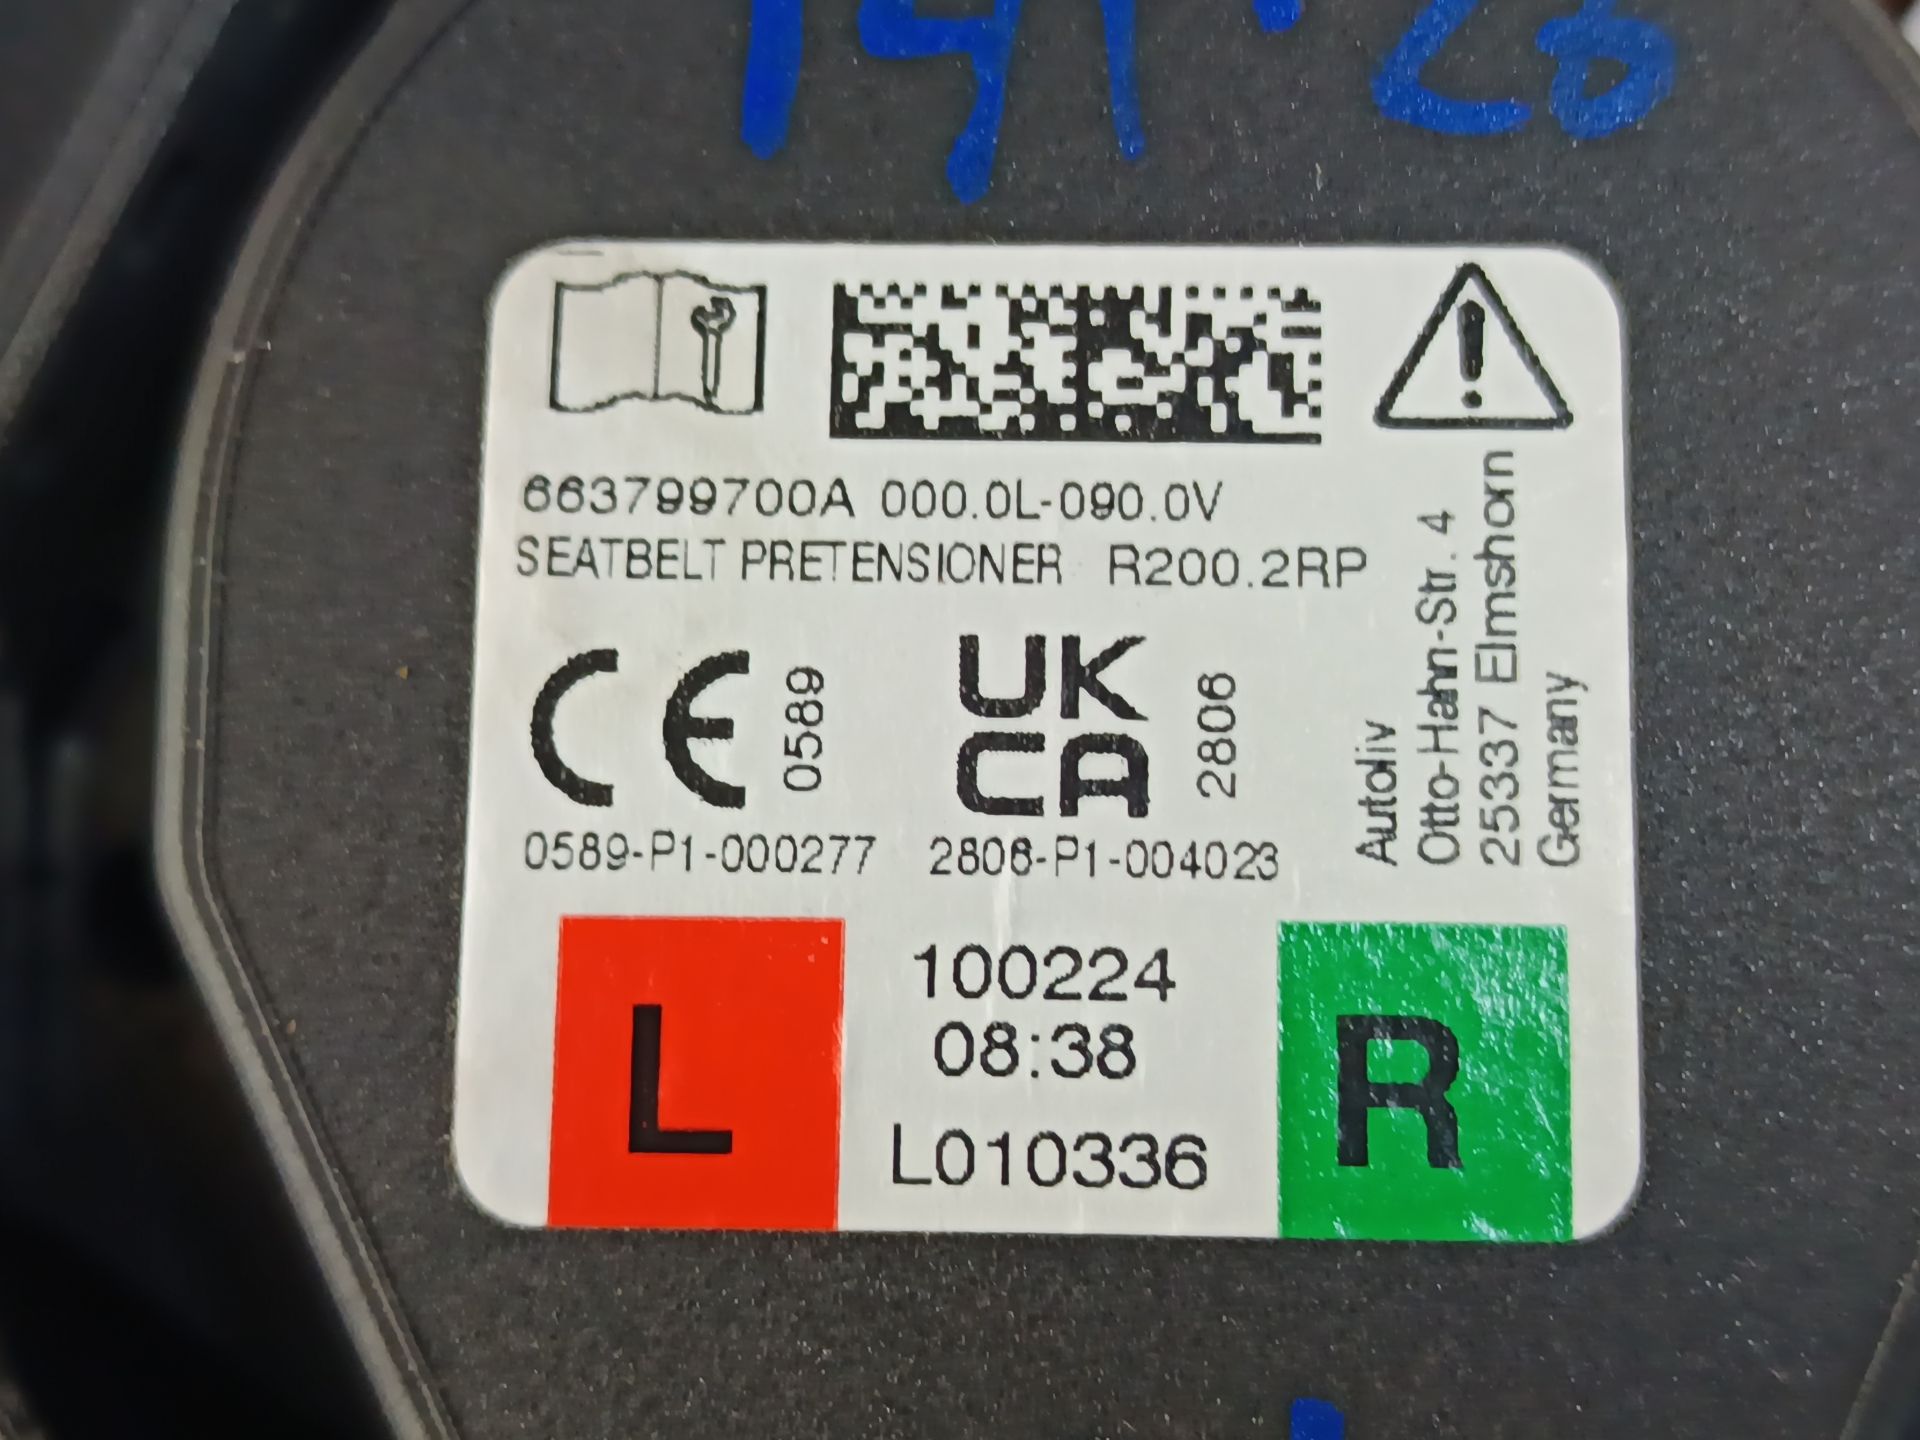 663799700A 000.0L-090.0V
SEATBELT PRETENSIONER R200.2RP
CE 0589
UK
CA 2806
0589-P1-000277 2806-P1-004023
Autoliv
Otto-Hahn-Str. 4
25337 Elmshorn
Germany
L
100224
08:38
L010336
R